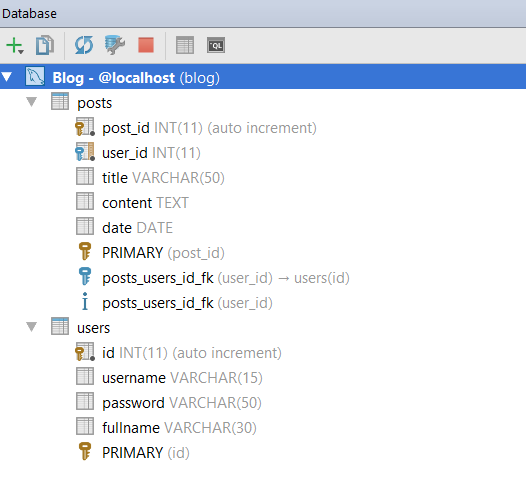 Database
SQL
Blog - @localhost (blog)
posts
post_id INT(11) (auto increment)
user_id INT(11)
title VARCHAR(50)
content TEXT
date DATE
PRIMARY (post_id)
posts_users_id_fk (user_id) → users(id)
posts_users_id_fk (user_id)
users
id INT(11) (auto increment)
username VARCHAR(15)
password VARCHAR(50)
fullname VARCHAR(30)
PRIMARY (id)